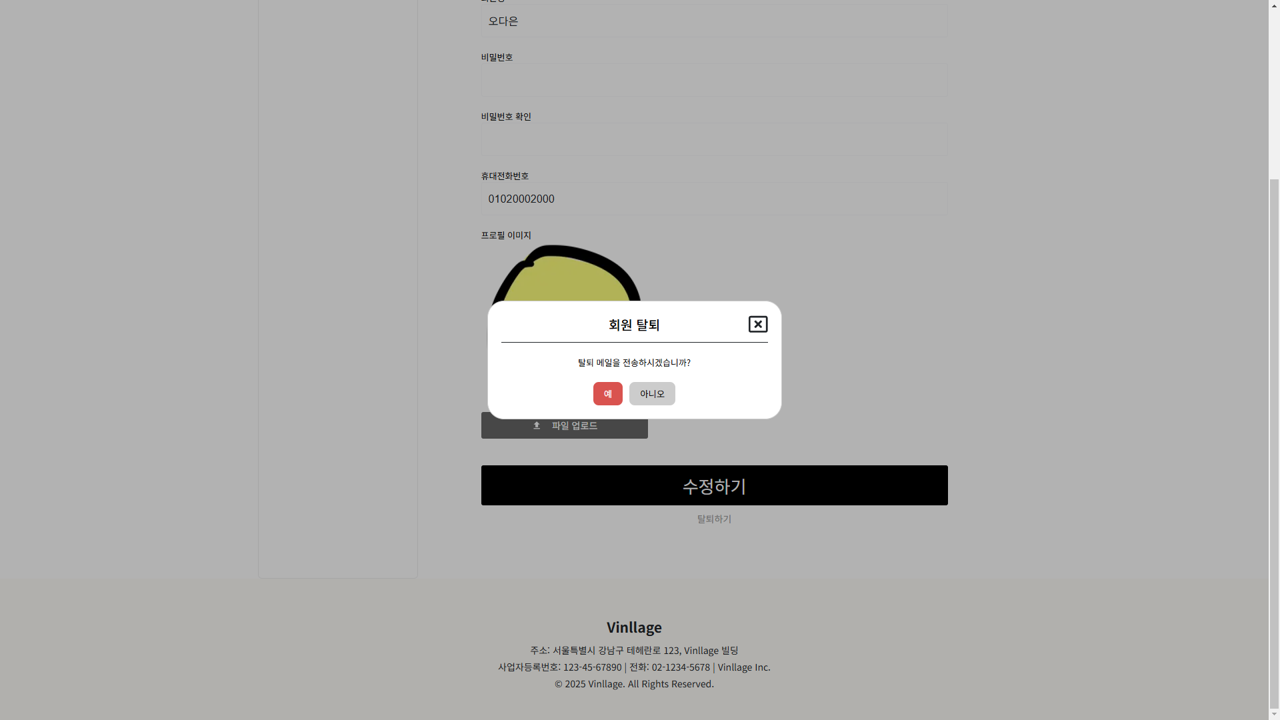 오다은
비밀번호
비밀번호 확인
휴대전화번호
01020002000
프로필 이미지
회원 탈퇴
탈퇴 메일을 전송하시겠습니까?
예 아니오
파일 업로드
수정하기
탈퇴하기
Vinllage
주소: 서울특별시 강남구 테헤란로 123, Vinllage 빌딩
사업자등록번호: 123-45-67890 | 전화: 02-1234-5678 | Vinllage Inc.
© 2025 Vinllage. All Rights Reserved.